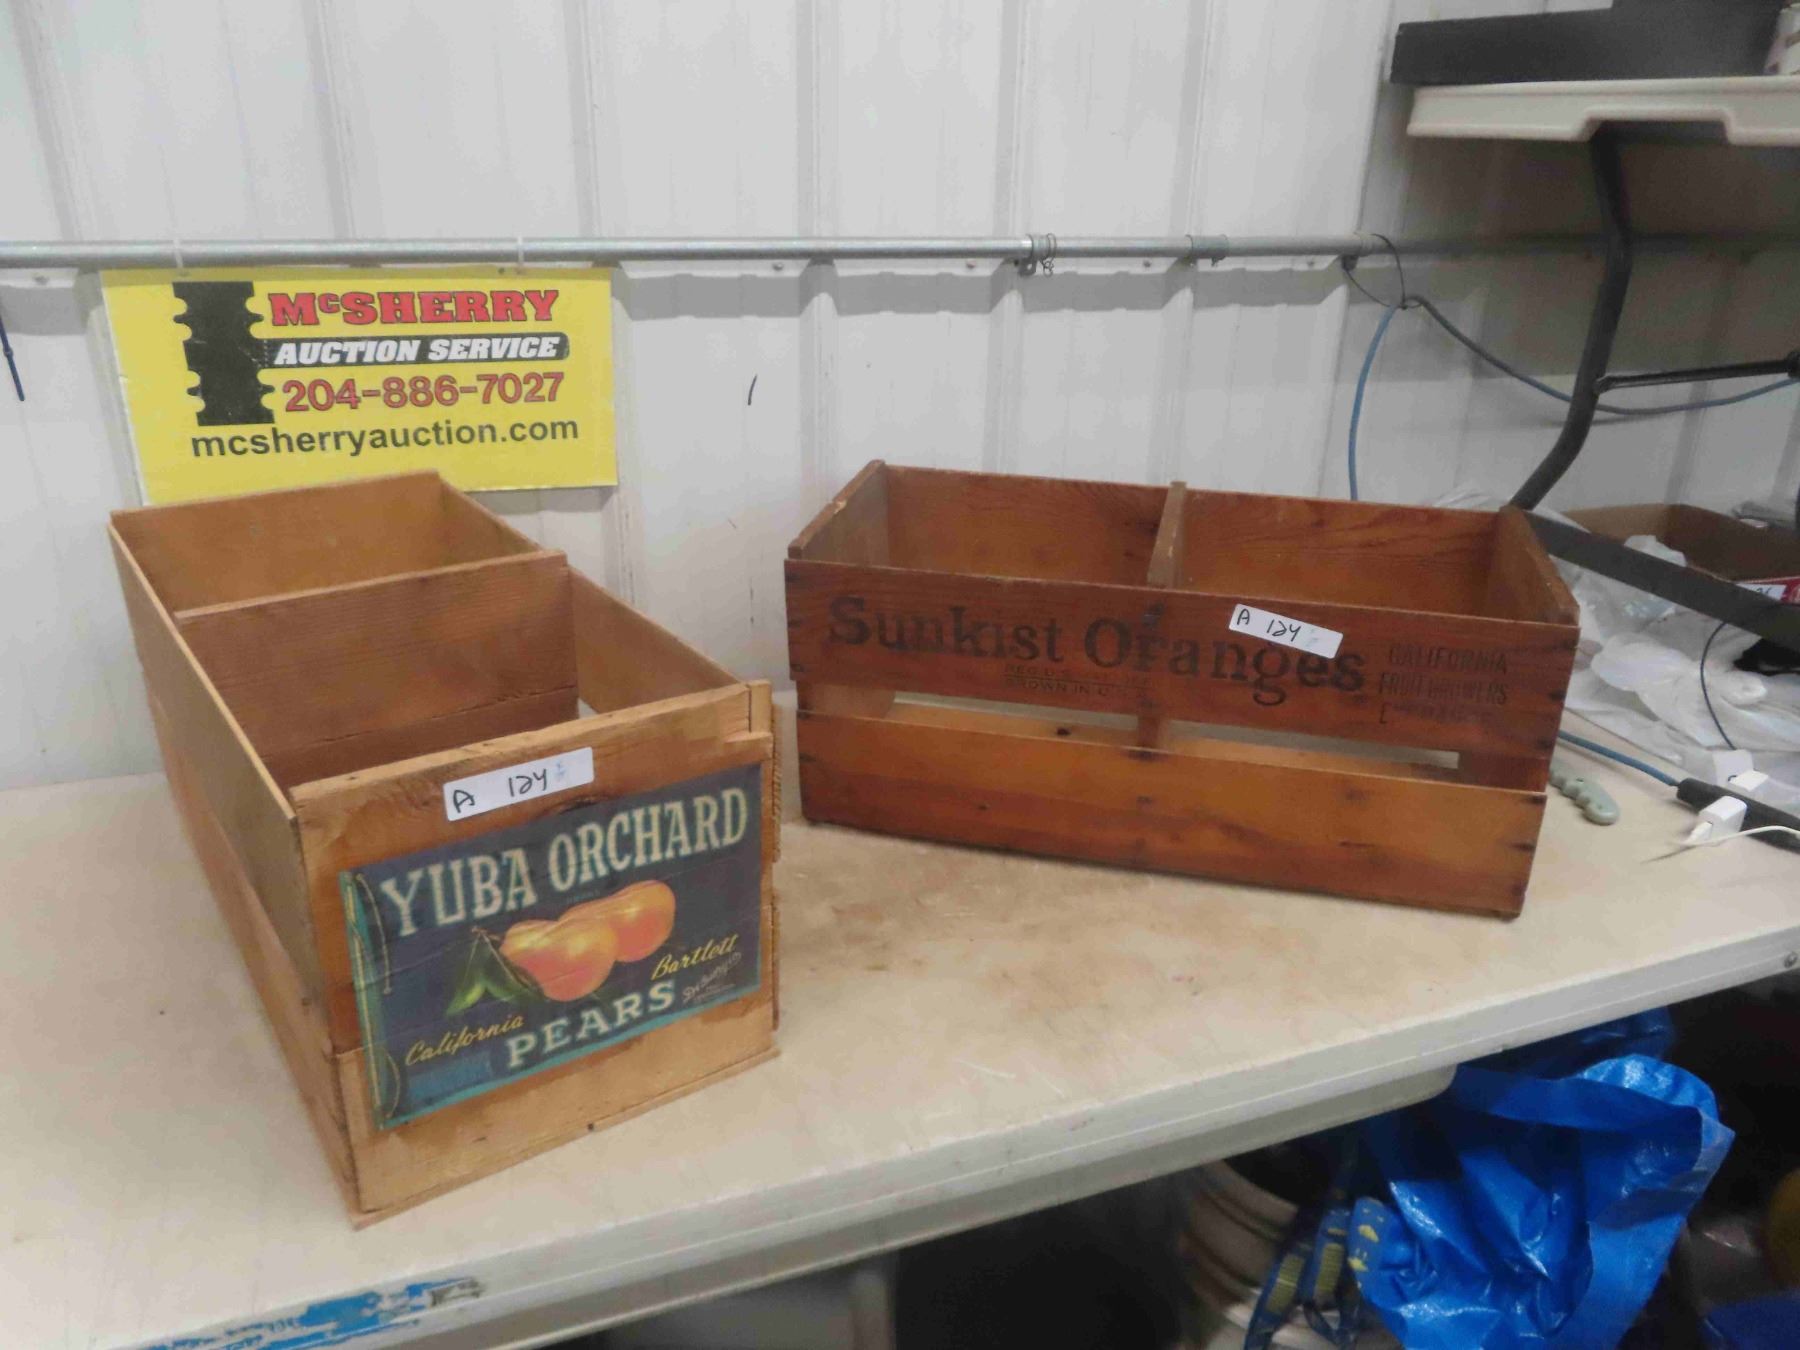 McSHERRY
AUCTION SERVICE
204-886-7027
mcsherryauction.com
A 124
YUBA ORCHARD
Bartlett
California
PEARS
A 124
Sunkist Oranges
CALIFORNIA
FRUIT GROWERS
GROWN IN U